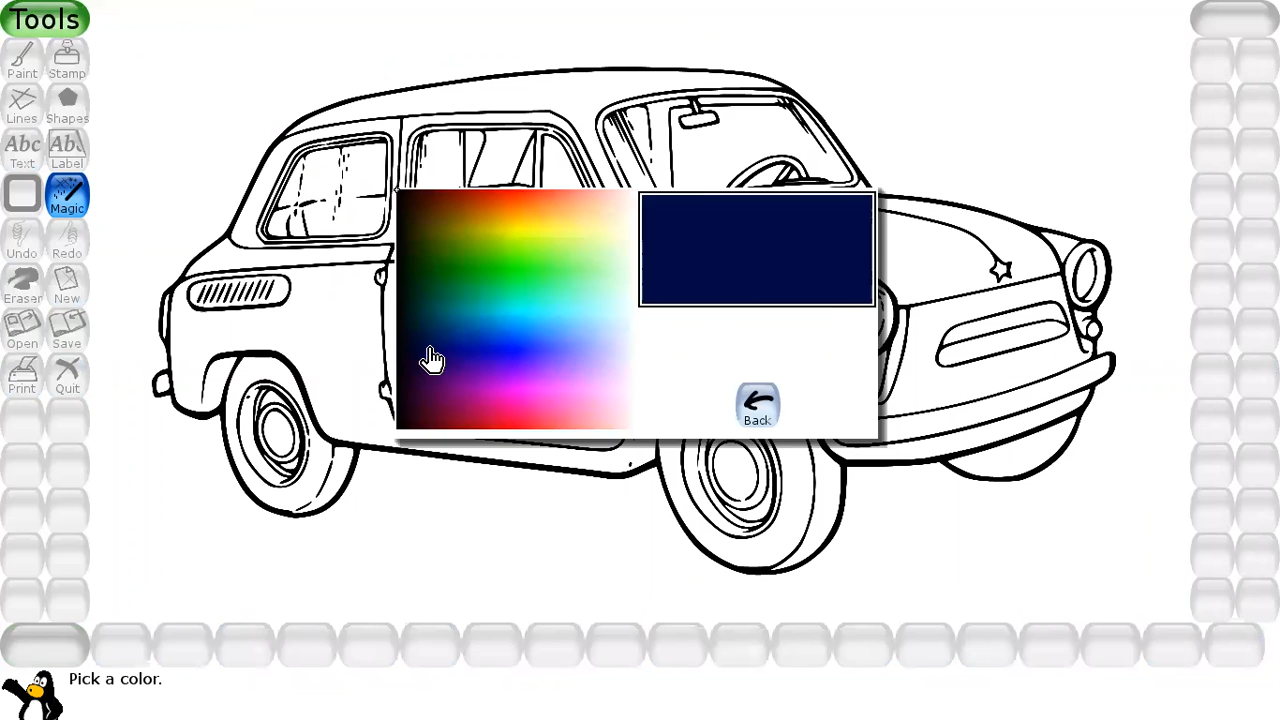 Tools
Paint Stamp
Lines Shapes
Abc Abc
Text Label
Magic
Undo Redo
Eraser New
Open Save
Print Quit
Back
Pick a color.